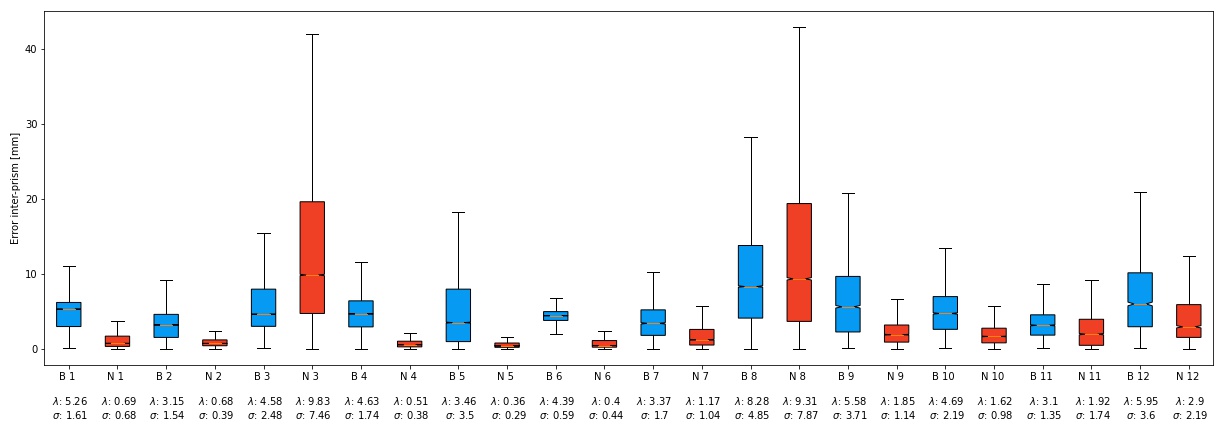 40
30
20
10
0
Error inter-prism [mm]
B 1 N 1 B 2 N 2 B 3 N 3 B 4 N 4 B 5 N 5 B 6 N 6 B 7 N 7 B 8 N 8 B 9 N 9 B 10 N 10 B 11 N 11 B 12 N 12
λ: 5.26 λ: 0.69 λ: 3.15 λ: 0.68 λ: 4.58 λ: 9.83 λ: 4.63 λ: 0.51 λ: 3.46 λ: 0.36 λ: 4.39 λ: 0.4 λ: 3.37 λ: 1.17 λ: 8.28 λ: 9.31 λ: 5.58 λ: 1.85 λ: 4.69 λ: 1.62 λ: 3.1 λ: 1.92 λ: 5.95 λ: 2.9
σ: 1.61 σ: 0.68 σ: 1.54 σ: 0.39 σ: 2.48 σ: 7.46 σ: 1.74 σ: 0.38 σ: 3.5 σ: 0.29 σ: 0.59 σ: 0.44 σ: 1.7 σ: 1.04 σ: 4.85 σ: 7.87 σ: 3.71 σ: 1.14 σ: 2.19 σ: 0.98 σ: 1.35 σ: 1.74 σ: 3.6 σ: 2.19